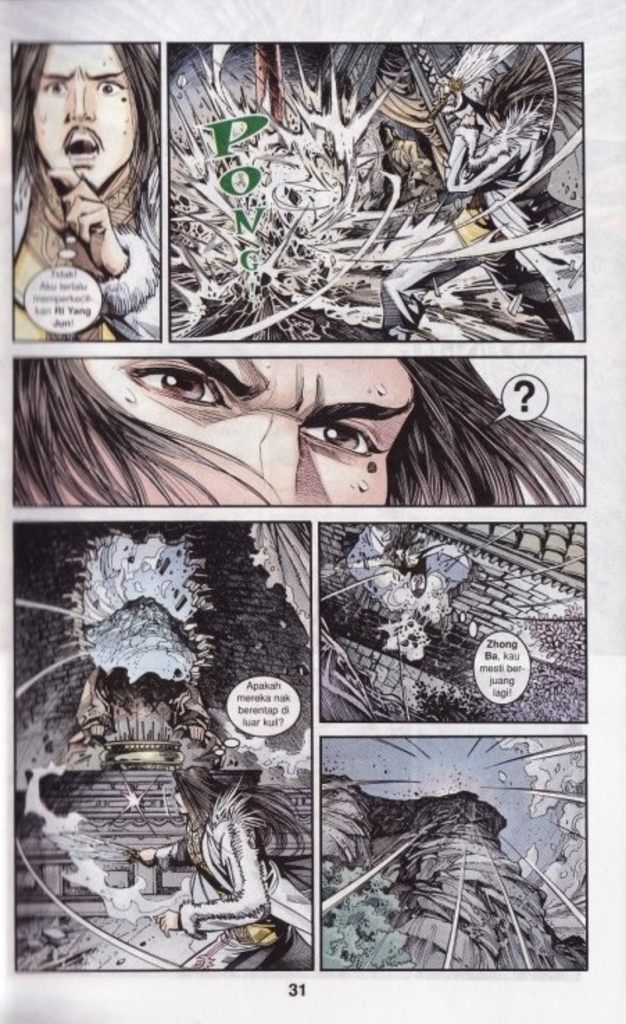 Tidak!
Aku terlalu
memperkecil-
kan Ri Yang
Jun!
PONG!
?
Apakah
mereka nak
berentap di
luar kuil?
Zhong
Ba, kau
mesti ber-
juang
lagi!
31